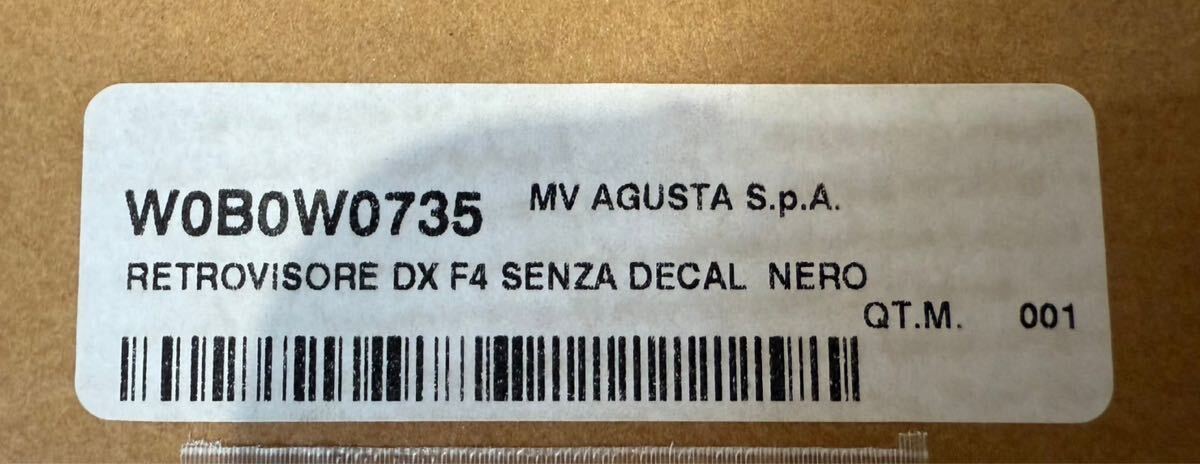 W0B0W0735 MV AGUSTA S.p.A.
RETROVISORE DX F4 SENZA DECAL NERO
QT.M. 001